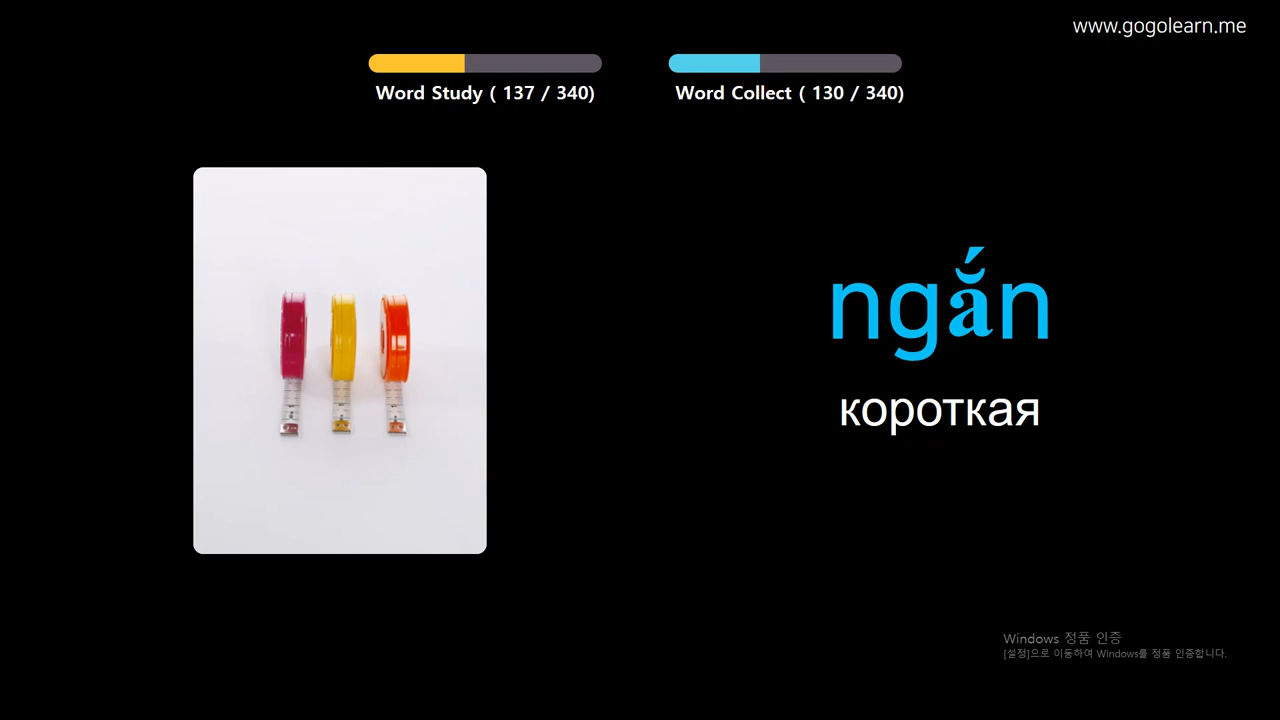 www.gogolearn.me
Word Study ( 137 / 340)
Word Collect ( 130 / 340)
ngắn
короткая
Windows 정품 인증
[설정]으로 이동하여 Windows를 정품 인증합니다.